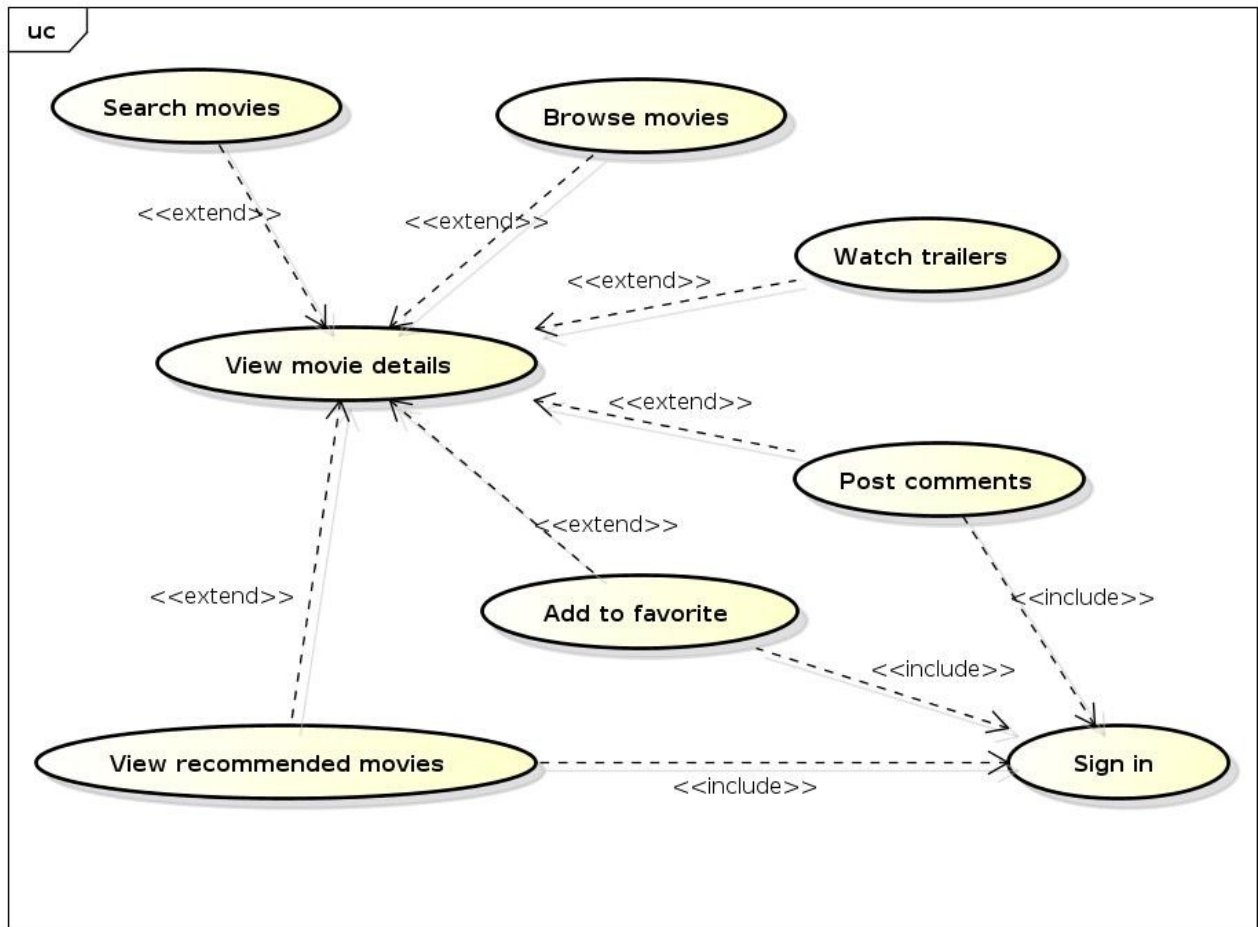 uc
Search movies
Browse movies
<<extend>>
<<extend>>
Watch trailers
<<extend>>
View movie details
<<extend>>
Post comments
<<extend>>
<<extend>>
<<include>>
Add to favorite
<<include>>
View recommended movies
Sign in
<<include>>